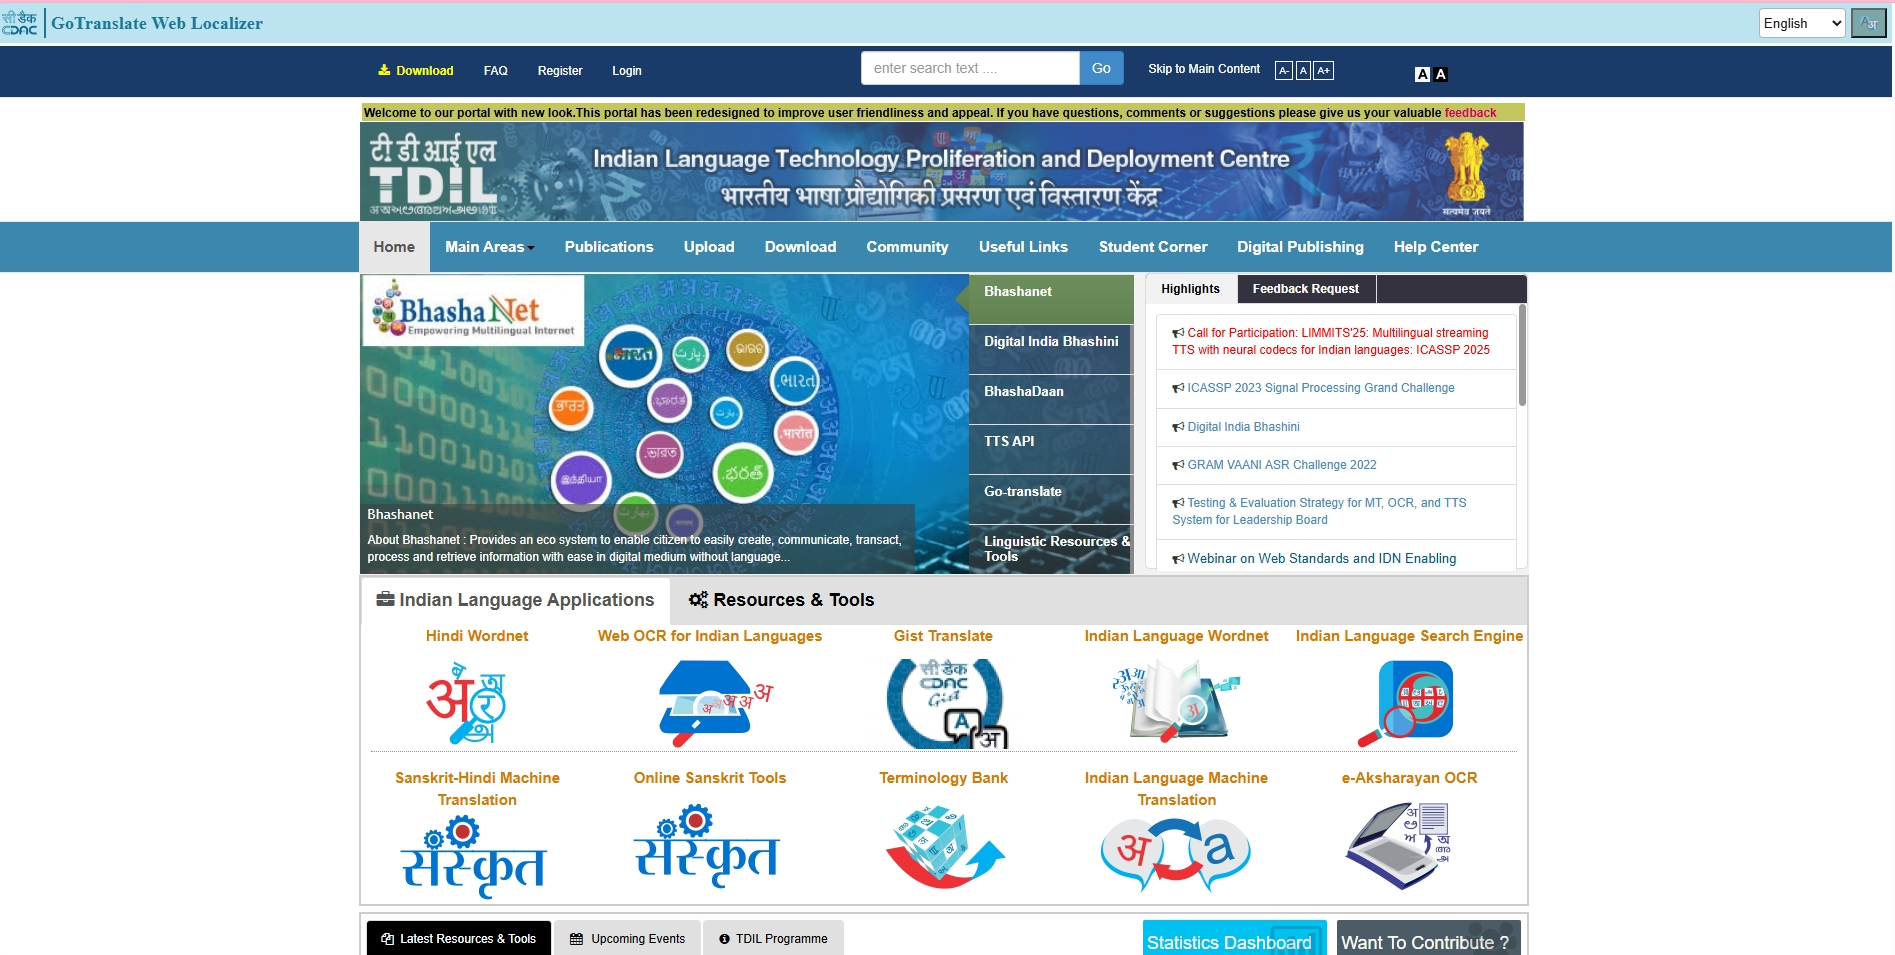 सी डैक
CDAC
GoTranslate Web Localizer
English
Download
FAQ
Register
Login
enter search text ....
Go
Skip to Main Content
A-
A
A+
A
A
Welcome to our portal with new look.This portal has been redesigned to improve user friendliness and appeal. If you have questions, comments or suggestions please give us your valuable feedback
टी डी आई एल
TDIL
Indian Language Technology Proliferation and Deployment Centre
भारतीय भाषा प्रौद्योगिकी प्रसरण एवं विस्तारण केंद्र
सत्यमेव जयते
Home
Main Areas
Publications
Upload
Download
Community
Useful Links
Student Corner
Digital Publishing
Help Center
BhashaNet
Empowering Multilingual Internet
भारत
భరత్
இந்தியா
Bhashanet
About Bhashanet : Provides an eco system to enable citizen to easily create, communicate, transact,
process and retrieve information with ease in digital medium without language...
Bhashanet
Digital India Bhashini
BhashaDaan
TTS API
Go-translate
Linguistic Resources &
Tools
Highlights
Feedback Request
Call for Participation: LIMMITS'25: Multilingual streaming
TTS with neural codecs for Indian languages: ICASSP 2025
ICASSP 2023 Signal Processing Grand Challenge
Digital India Bhashini
GRAM VAANI ASR Challenge 2022
Testing & Evaluation Strategy for MT, OCR, and TTS
System for Leadership Board
Webinar on Web Standards and IDN Enabling
Indian Language Applications
Resources & Tools
Hindi Wordnet
Web OCR for Indian Languages
Gist Translate
Indian Language Wordnet
Indian Language Search Engine
सी डैक
CDAC
Gist
A
अ
Sanskrit-Hindi Machine
Translation
Online Sanskrit Tools
Terminology Bank
Indian Language Machine
Translation
e-Aksharayan OCR
संस्कृत
संस्कृत
अ
a
Latest Resources & Tools
Upcoming Events
TDIL Programme
Statistics Dashboard
Want To Contribute ?